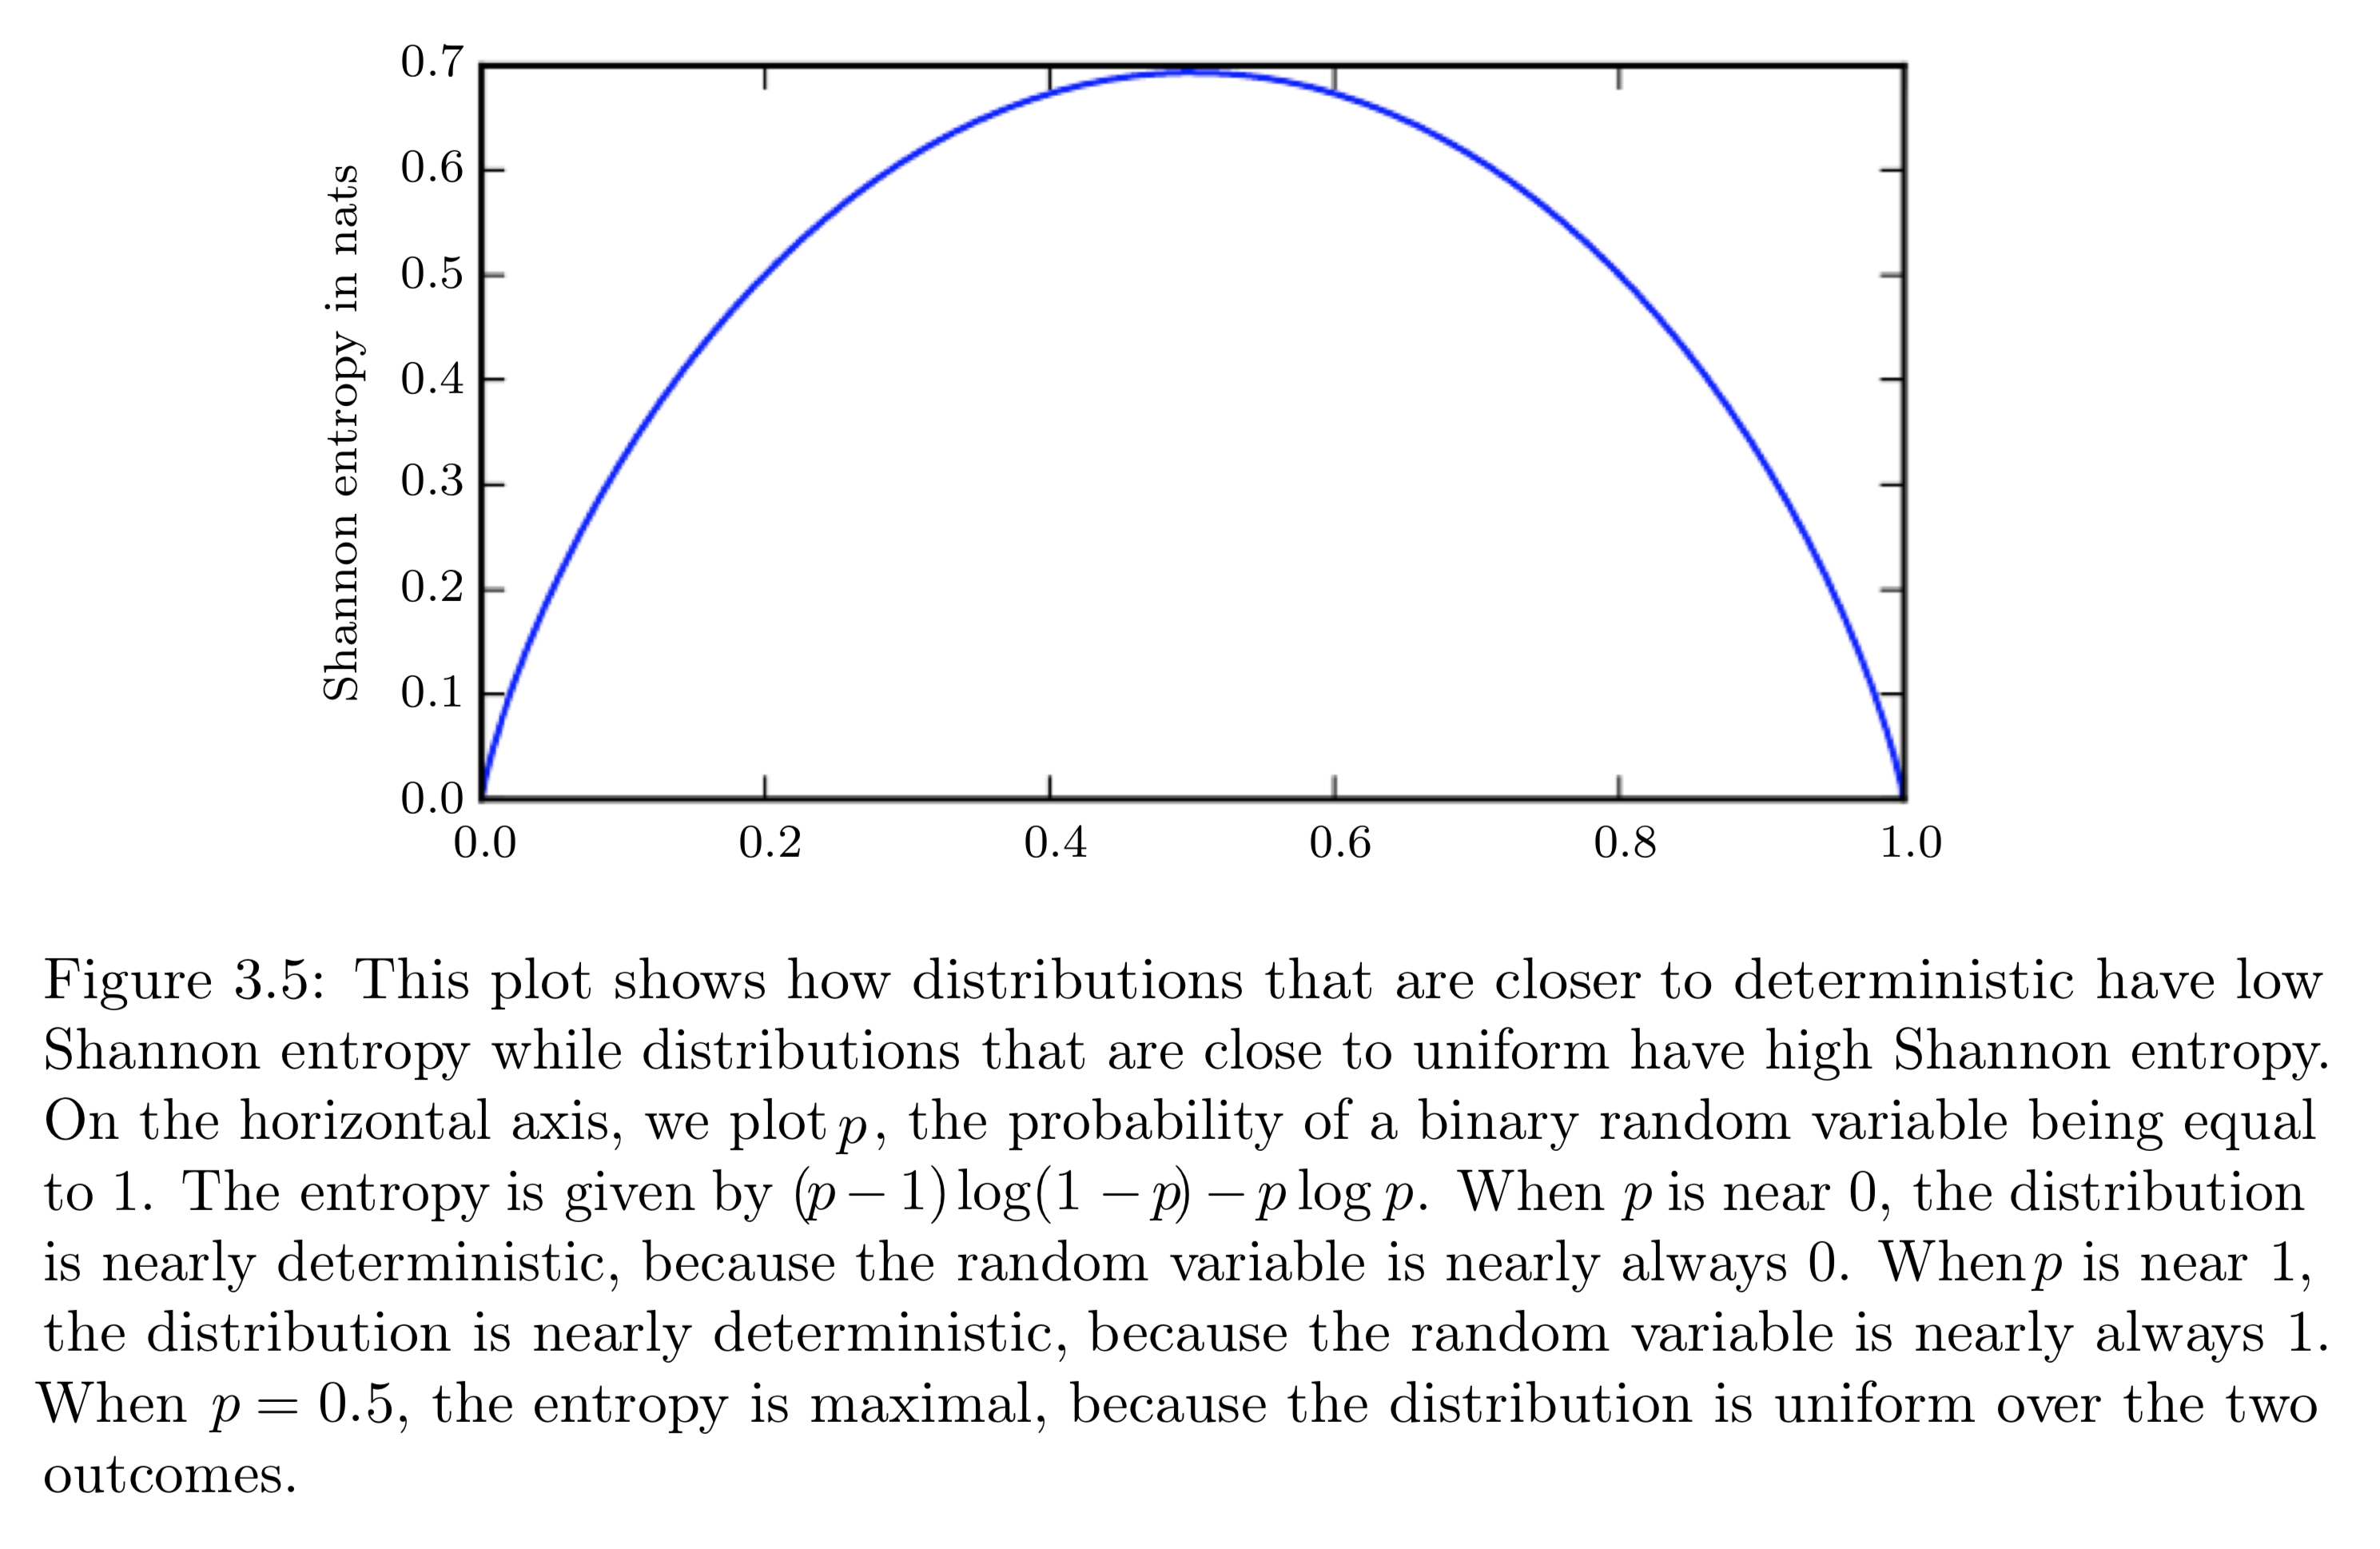 0.7
0.6
0.5
0.4
0.3
0.2
0.1
0.0
Shannon entropy in nats
0.0 0.2 0.4 0.6 0.8 1.0
Figure 3.5: This plot shows how distributions that are closer to deterministic have low
Shannon entropy while distributions that are close to uniform have high Shannon entropy.
On the horizontal axis, we plot p, the probability of a binary random variable being equal
to 1. The entropy is given by (p − 1) log(1 − p) − p log p. When p is near 0, the distribution
is nearly deterministic, because the random variable is nearly always 0. When p is near 1,
the distribution is nearly deterministic, because the random variable is nearly always 1.
When p = 0.5, the entropy is maximal, because the distribution is uniform over the two
outcomes.